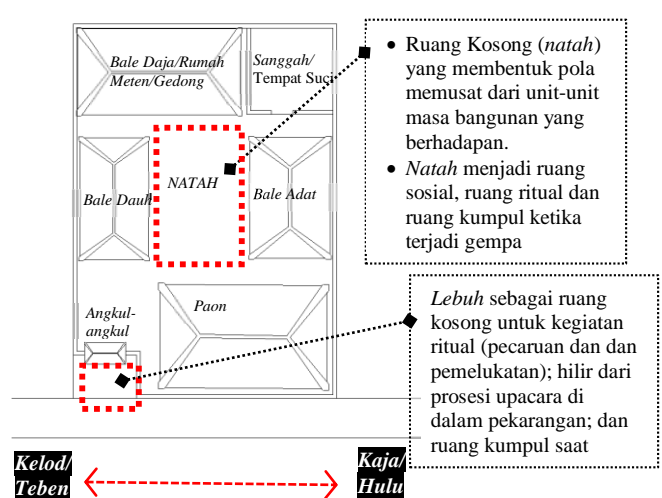 Bale Daja/Rumah
Meten/Gedong
Sanggah/
Tempat Suci
Bale Dauh
NATAH
Bale Adat
Angkul-
angkul
Paon
• Ruang Kosong (natah)
yang membentuk pola
memusat dari unit-unit
masa bangunan yang
berhadapan.
• Natah menjadi ruang
sosial, ruang ritual dan
ruang kumpul ketika
terjadi gempa
Lebuh sebagai ruang
kosong untuk kegiatan
ritual (pecaruan dan dan
pemelukatan); hilir dari
prosesi upacara di
dalam pekarangan; dan
ruang kumpul saat
Kelod/
Teben
Kaja/
Hulu